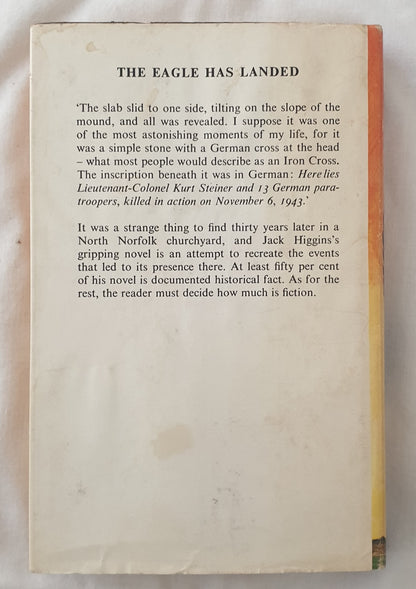 THE EAGLE HAS LANDED
‘The slab slid to one side, tilting on the slope of the
mound, and all was revealed. I suppose it was one
of the most astonishing moments of my life, for it
was a simple stone with a German cross at the head
– what most people would describe as an Iron Cross.
The inscription beneath it was in German: Here lies
Lieutenant-Colonel Kurt Steiner and 13 German para-
troopers, killed in action on November 6, 1943.’
It was a strange thing to find thirty years later in a
North Norfolk churchyard, and Jack Higgins's
gripping novel is an attempt to recreate the events
that led to its presence there. At least fifty per cent
of his novel is documented historical fact. As for the
rest, the reader must decide how much is fiction.